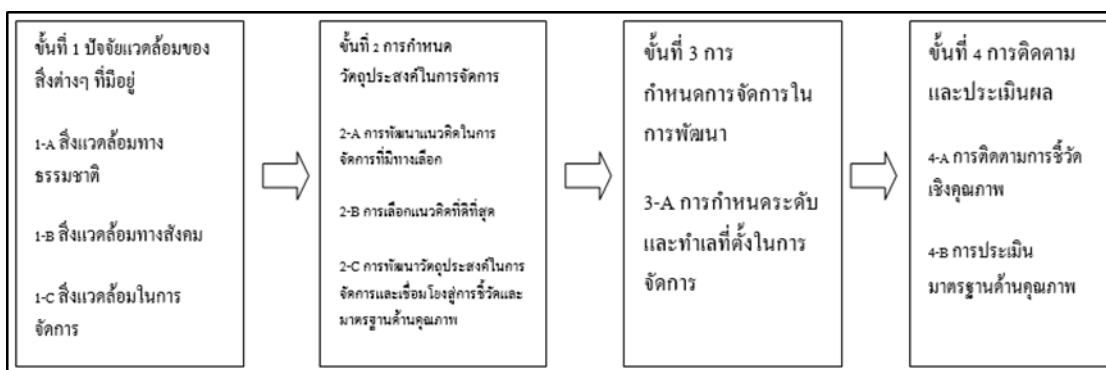 ขั้นที่ 1 ปัจจัยแวดล้อมของ
สิ่งต่างๆ ที่มีอยู่
1-A สิ่งแวดล้อมทาง
ธรรมชาติ
1-B สิ่งแวดล้อมทางสังคม
1-C สิ่งแวดล้อมในการ
จัดการ
ขั้นที่ 2 การกำหนด
วัตถุประสงค์ในการจัดการ
2-A การพัฒนาแนวคิดในการ
จัดการที่มีทางเลือก
2-B การเลือกแนวคิดที่ดีที่สุด
2-C การพัฒนาวัตถุประสงค์ในการ
จัดการและเชื่อมโยงสู่การชี้วัดและ
มาตรฐานด้านคุณภาพ
ขั้นที่ 3 การ
กำหนดการจัดการใน
การพัฒนา
3-A การกำหนดระดับ
และทำเลที่ตั้งในการ
จัดการ
ขั้นที่ 4 การติดตาม
และประเมินผล
4-A การติดตามการชี้วัด
เชิงคุณภาพ
4-B การประเมิน
มาตรฐานด้านคุณภาพ